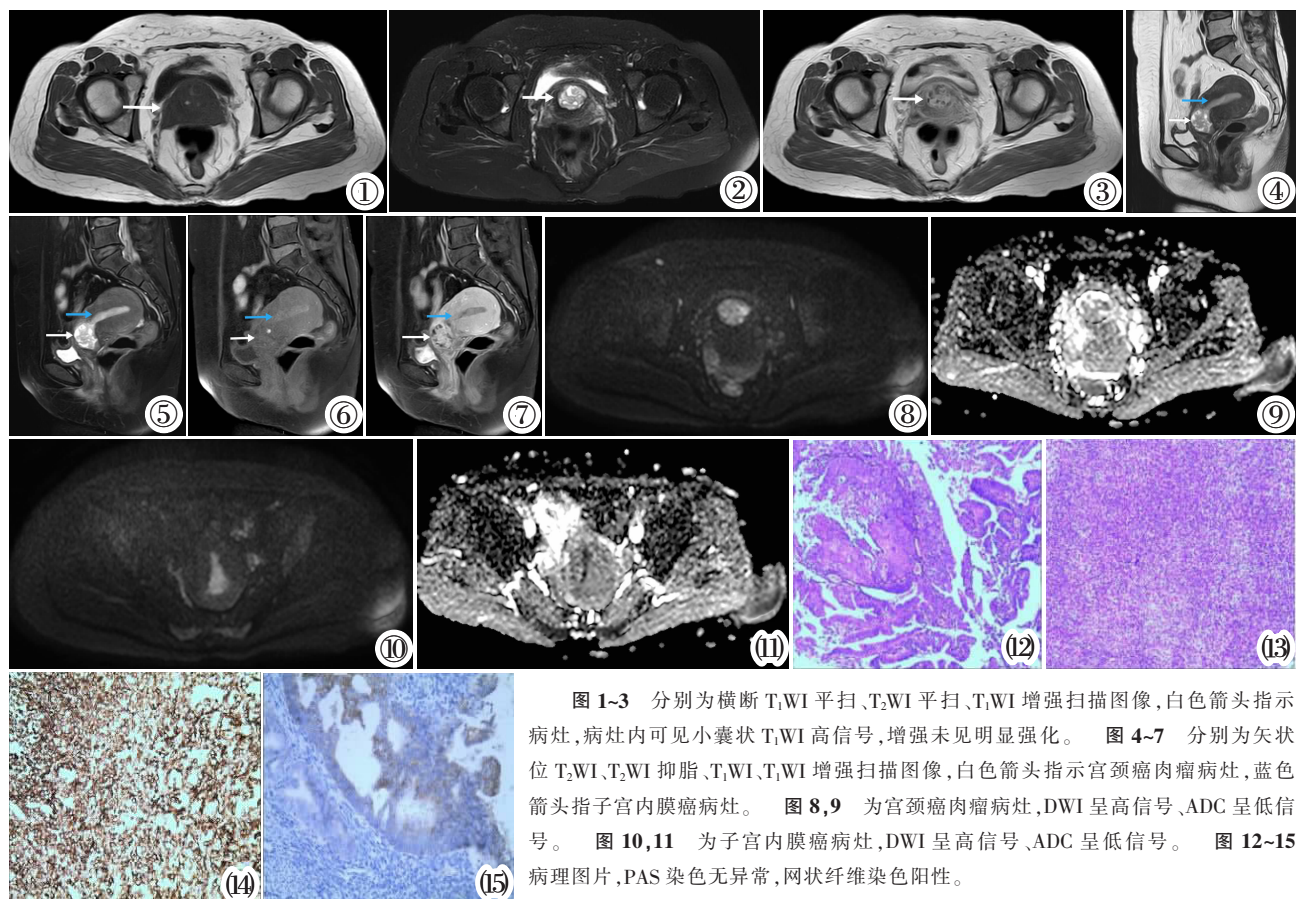 ①
②
③
④
⑤
⑥
⑦
⑧
⑨
⑩
⑪
⑫
⑬
⑭
⑮
图 1~3 分别为横断 T₁WI 平扫、T₂WI 平扫、T₁WI 增强扫描图像,白色箭头指示
病灶,病灶内可见小囊状 T₁WI 高信号,增强未见明显强化。 图 4~7 分别为矢状
位 T₂WI、T₂WI 抑脂、T₁WI、T₁WI 增强扫描图像,白色箭头指示宫颈癌肉瘤病灶,蓝色
箭头指子宫内膜癌病灶。 图 8,9 为宫颈癌肉瘤病灶,DWI 呈高信号、ADC 呈低信
号。 图 10,11 为子宫内膜癌病灶,DWI 呈高信号、ADC 呈低信号。 图 12~15
病理图片,PAS 染色无异常,网状纤维染色阳性。